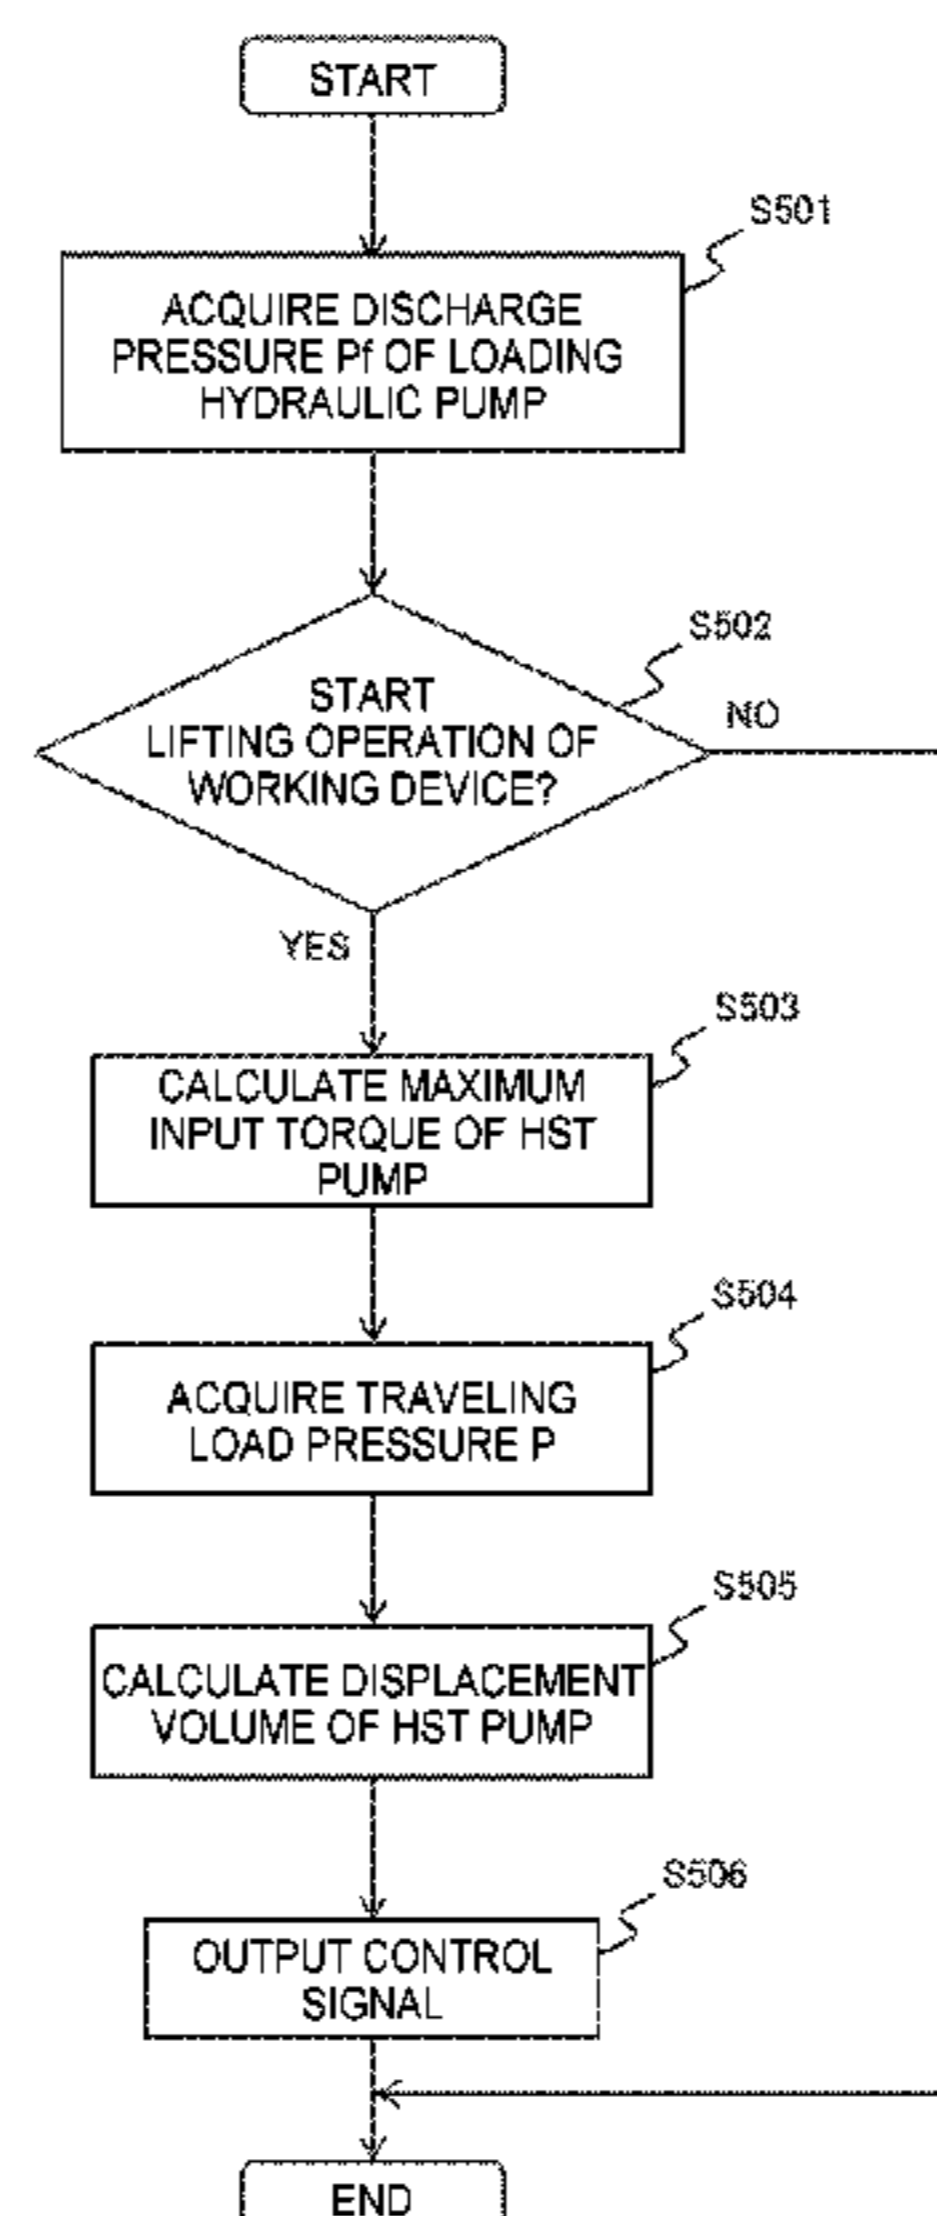 START
S501
ACQUIRE DISCHARGE
PRESSURE Pf OF LOADING
HYDRAULIC PUMP
S502
START
LIFTING OPERATION OF
WORKING DEVICE?
NO
YES
S503
CALCULATE MAXIMUM
INPUT TORQUE OF HST
PUMP
S504
ACQUIRE TRAVELING
LOAD PRESSURE P
S505
CALCULATE DISPLACEMENT
VOLUME OF HST PUMP
S506
OUTPUT CONTROL
SIGNAL
END